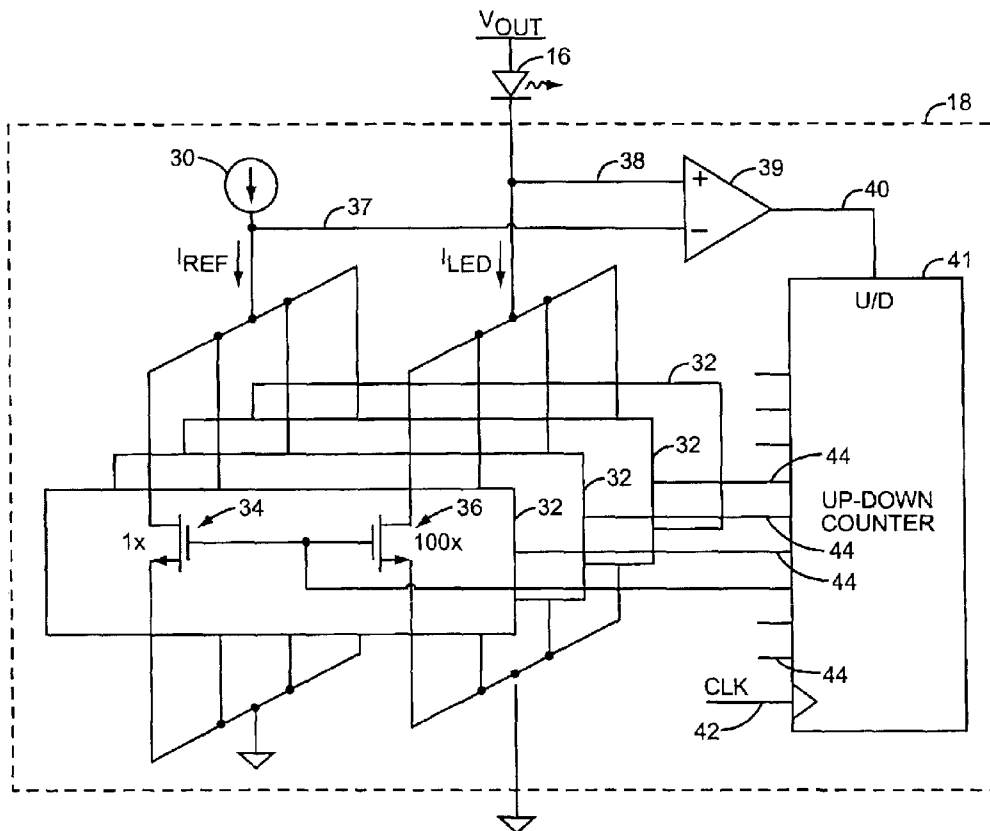 VOUT
16
18
30
38
39
40
37
IREF
ILED
41
U/D
32
32
44
32
34
36
32
UP-DOWN
COUNTER
1x
100x
44
44
44
CLK
42